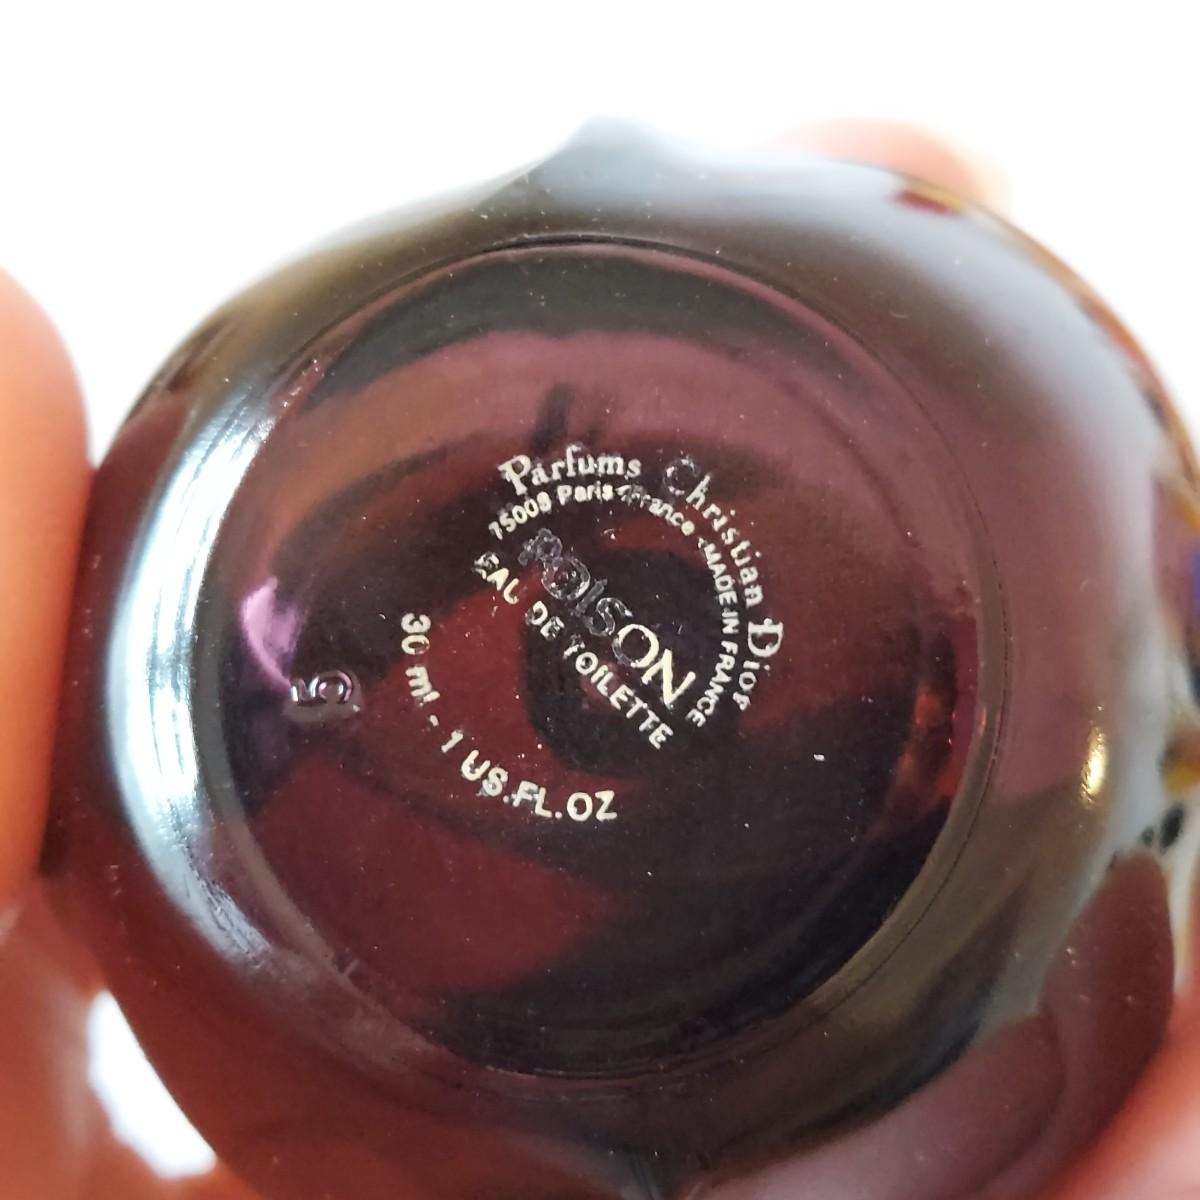 Parfums Christian Dior
75008 Paris-France -MADE IN FRANCE
POISON
EAU DE TOILETTE
30 ml - 1 US.FL.OZ
5